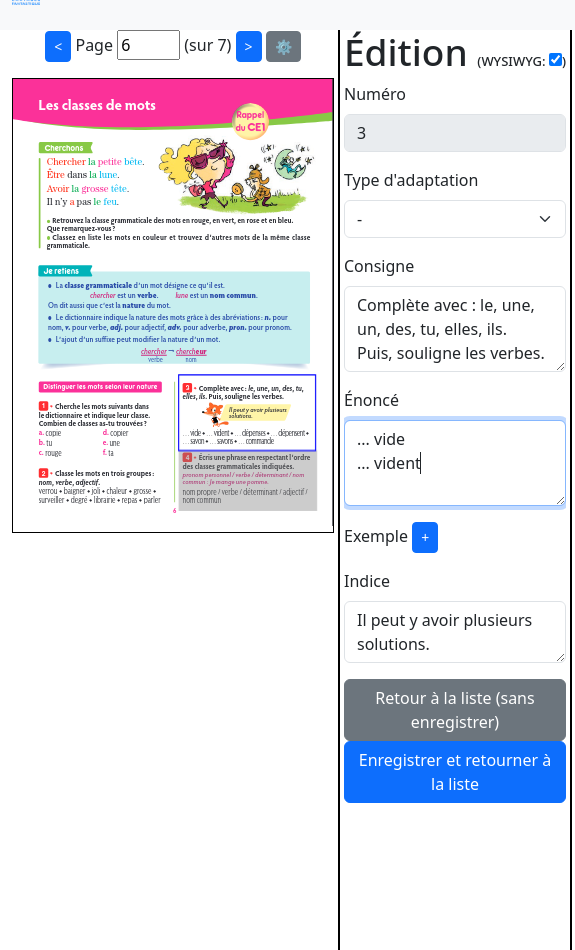 < Page 6 (sur 7) > ⚙️
Les classes de mots
Rappel
du CE1
Cherchons
Chercher la petite bête.
Être dans la lune.
Avoir la grosse tête.
Il n'y a pas le feu.
• Retrouvez la classe grammaticale des mots en rouge, en vert, en rose et en bleu.
Que remarquez-vous ?
• Classez en liste les mots en couleur et trouvez d'autres mots de la même classe
grammaticale.
Je retiens
• La classe grammaticale d'un mot désigne ce qu'il est.
chercher est un verbe. lune est un nom commun.
On dit aussi que c'est la nature du mot.
• Le dictionnaire indique la nature des mots grâce à des abréviations : n. pour
nom, v. pour verbe, adj. pour adjectif, adv. pour adverbe, pron. pour pronom.
• L'ajout d'un suffixe peut modifier la nature d'un mot.
chercher → chercheur
verbe nom
Distinguer les mots selon leur nature
1 • Cherche les mots suivants dans
le dictionnaire et indique leur classe.
Combien de classes as-tu trouvées ?
a. copie d. copier
b. tu e. une
c. rouge f. ta
2 • Classe les mots en trois groupes :
nom, verbe, adjectif.
verrou • baigner • joli • chaleur • grosse •
surveiller • degré • librairie • repas • parler
3 • Complète avec : le, une, un, des, tu,
elles, ils. Puis, souligne les verbes.
Il peut y avoir plusieurs
solutions.
… vide • … vident • … dépenses • … dépensent •
… savon • … savons • … commande
4 • Écris une phrase en respectant l'ordre
des classes grammaticales indiquées.
pronom personnel / verbe / déterminant / nom
commun : Je mange une pomme.
nom propre / verbe / déterminant / adjectif /
nom commun
6
Édition (WYSIWYG: )
Numéro
3
Type d'adaptation
-
Consigne
Complète avec : le, une,
un, des, tu, elles, ils.
Puis, souligne les verbes.
Énoncé
… vide
… vident
Exemple +
Indice
Il peut y avoir plusieurs
solutions.
Retour à la liste (sans
enregistrer)
Enregistrer et retourner à
la liste